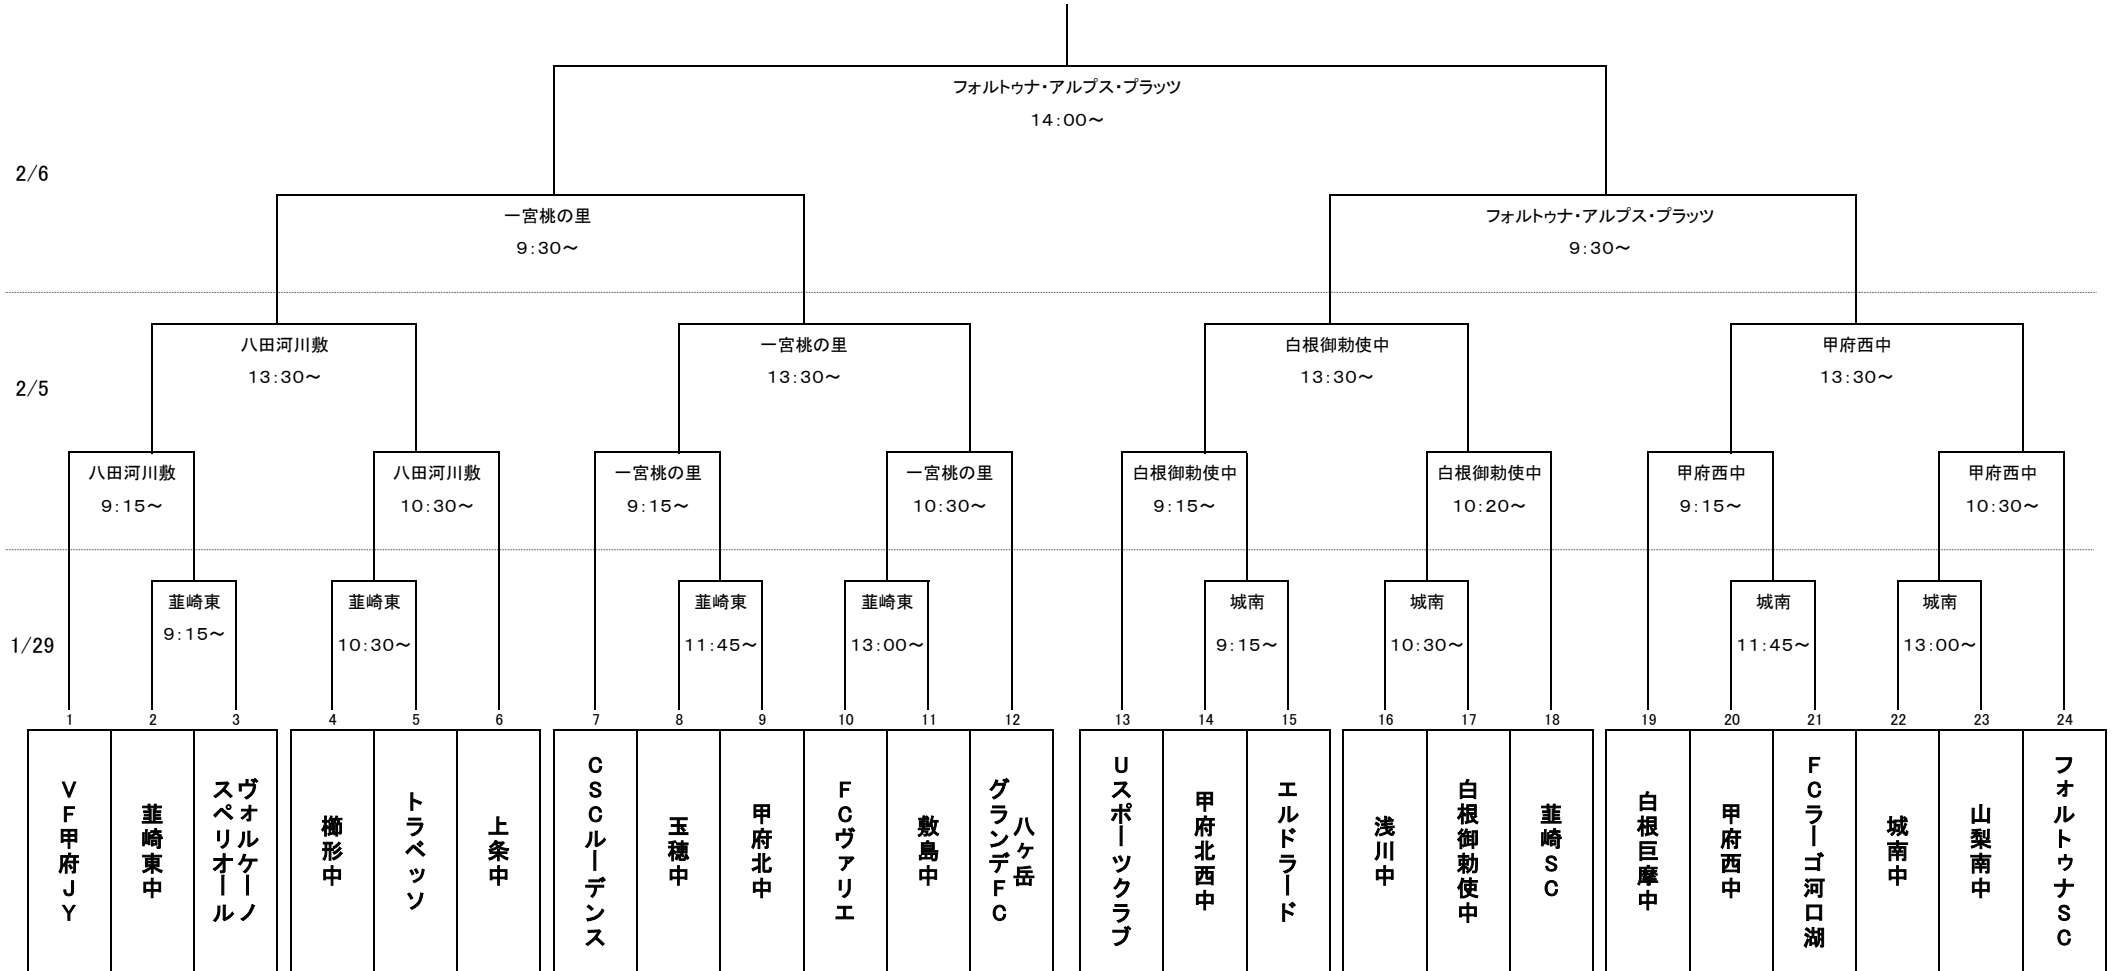 フォルトゥナ・アルプス・プラッツ
14:00～
2/6
一宮桃の里
9:30～
フォルトゥナ・アルプス・プラッツ
9:30～
八田河川敷
13:30～
一宮桃の里
13:30～
白根御勅使中
13:30～
甲府西中
13:30～
2/5
八田河川敷
9:15～
八田河川敷
10:30～
一宮桃の里
9:15～
一宮桃の里
10:30～
白根御勅使中
9:15～
白根御勅使中
10:20～
甲府西中
9:15～
甲府西中
10:30～
1/29
韮崎東
9:15～
韮崎東
10:30～
韮崎東
11:45～
韮崎東
13:00～
城南
9:15～
城南
10:30～
城南
11:45～
城南
13:00～
1
2
3
4
5
6
7
8
9
10
11
12
13
14
15
16
17
18
19
20
21
22
23
24
VF甲府JY
韮崎東中
ヴォルケーノ
スペリオール
櫛形中
トラベッソ
上条中
CSCルーデンス
玉穂中
甲府北中
FCヴァリエ
敷島中
八ヶ岳
グランデFC
Uスポーツクラブ
甲府北西中
エルドラード
浅川中
白根御勅使中
韮崎SC
白根巨摩中
甲府西中
FCラーゴ河口湖
城南中
山梨南中
フォルトゥナSC